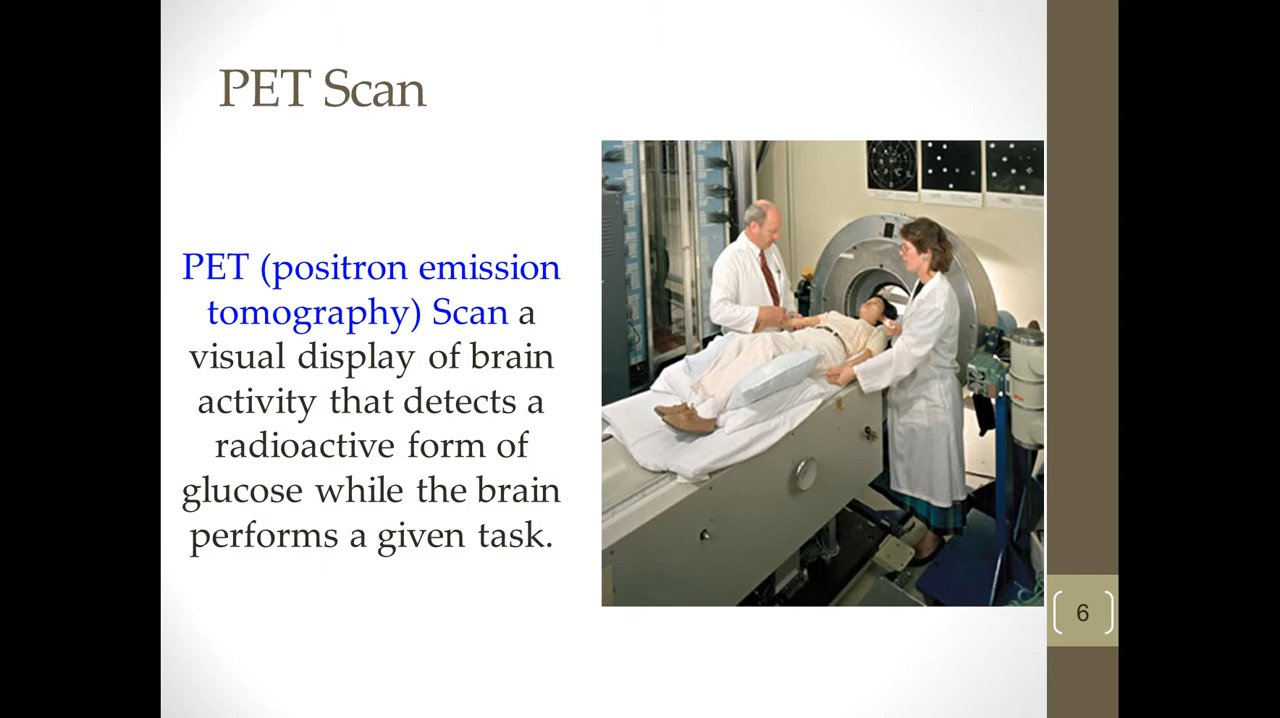 PET Scan
PET (positron emission
tomography) Scan a
visual display of brain
activity that detects a
radioactive form of
glucose while the brain
performs a given task.
6